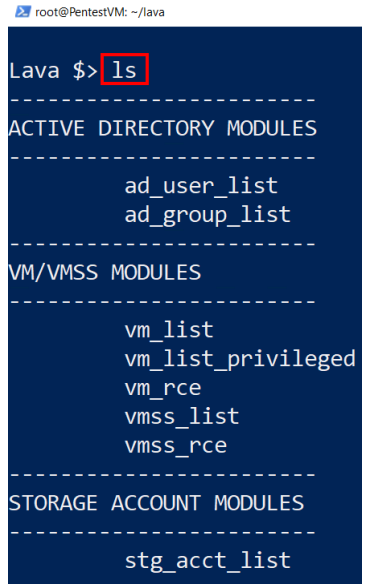 root@PentestVM: ~/lava
Lava $> ls
------------------------
ACTIVE DIRECTORY MODULES
------------------------
ad_user_list
ad_group_list
------------------------
VM/VMSS MODULES
------------------------
vm_list
vm_list_privileged
vm_rce
vmss_list
vmss_rce
------------------------
STORAGE ACCOUNT MODULES
------------------------
stg_acct_list